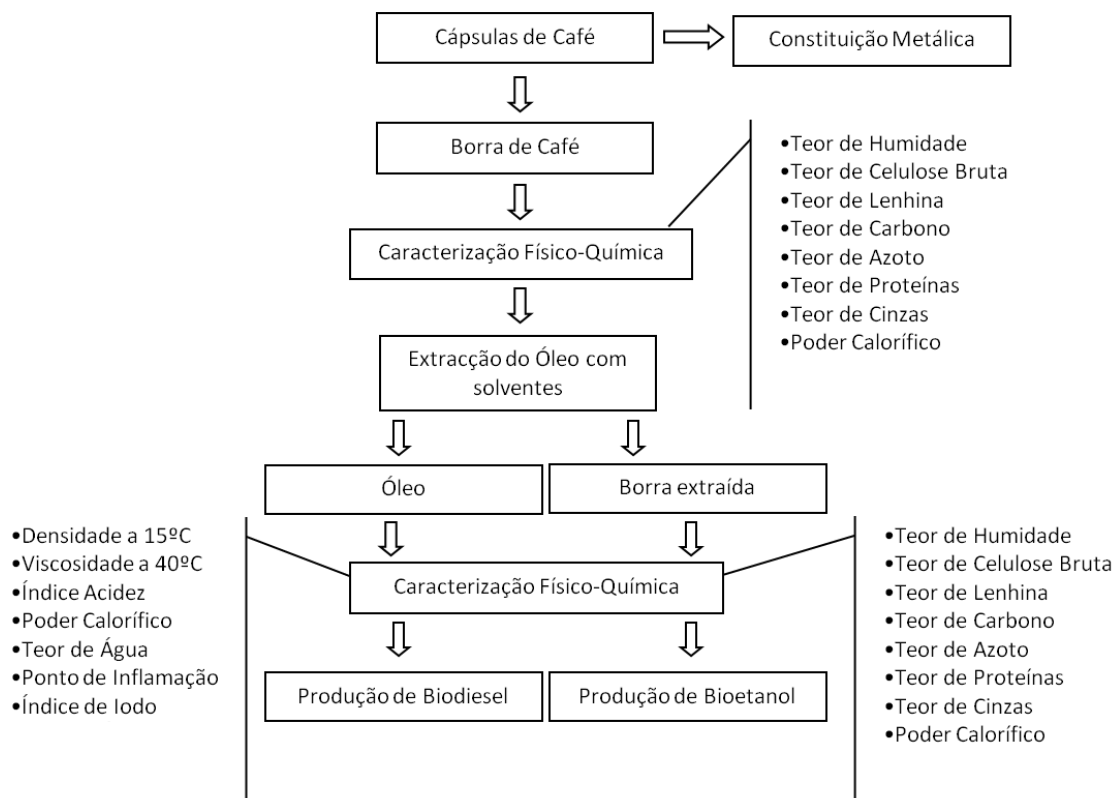 Cápsulas de Café
Constituição Metálica
Borra de Café
•Teor de Humidade
•Teor de Celulose Bruta
•Teor de Lenhina
•Teor de Carbono
•Teor de Azoto
•Teor de Proteínas
•Teor de Cinzas
•Poder Calorífico
Caracterização Físico-Química
Extracção do Óleo com
solventes
Óleo
Borra extraída
•Densidade a 15ºC
•Viscosidade a 40ºC
•Índice Acidez
•Poder Calorífico
•Teor de Água
•Ponto de Inflamação
•Índice de Iodo
Caracterização Físico-Química
•Teor de Humidade
•Teor de Celulose Bruta
•Teor de Lenhina
•Teor de Carbono
•Teor de Azoto
•Teor de Proteínas
•Teor de Cinzas
•Poder Calorífico
Produção de Biodiesel
Produção de Bioetanol